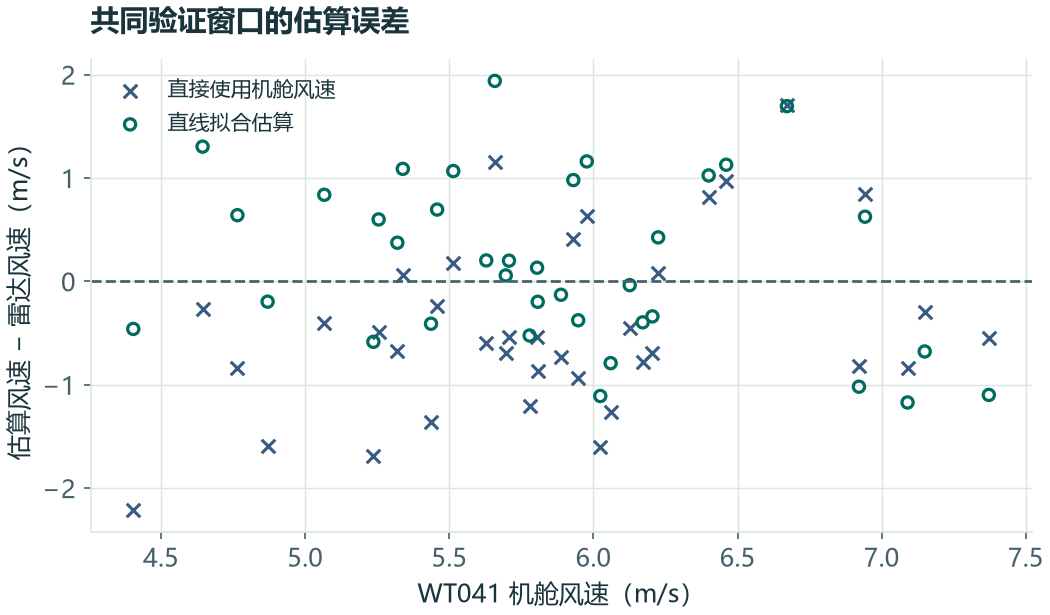 共同验证窗口的估算误差
直接使用机舱风速
直线拟合估算
估算风速 − 雷达风速（m/s）
2
1
0
−1
−2
4.5 5.0 5.5 6.0 6.5 7.0 7.5
WT041 机舱风速（m/s）